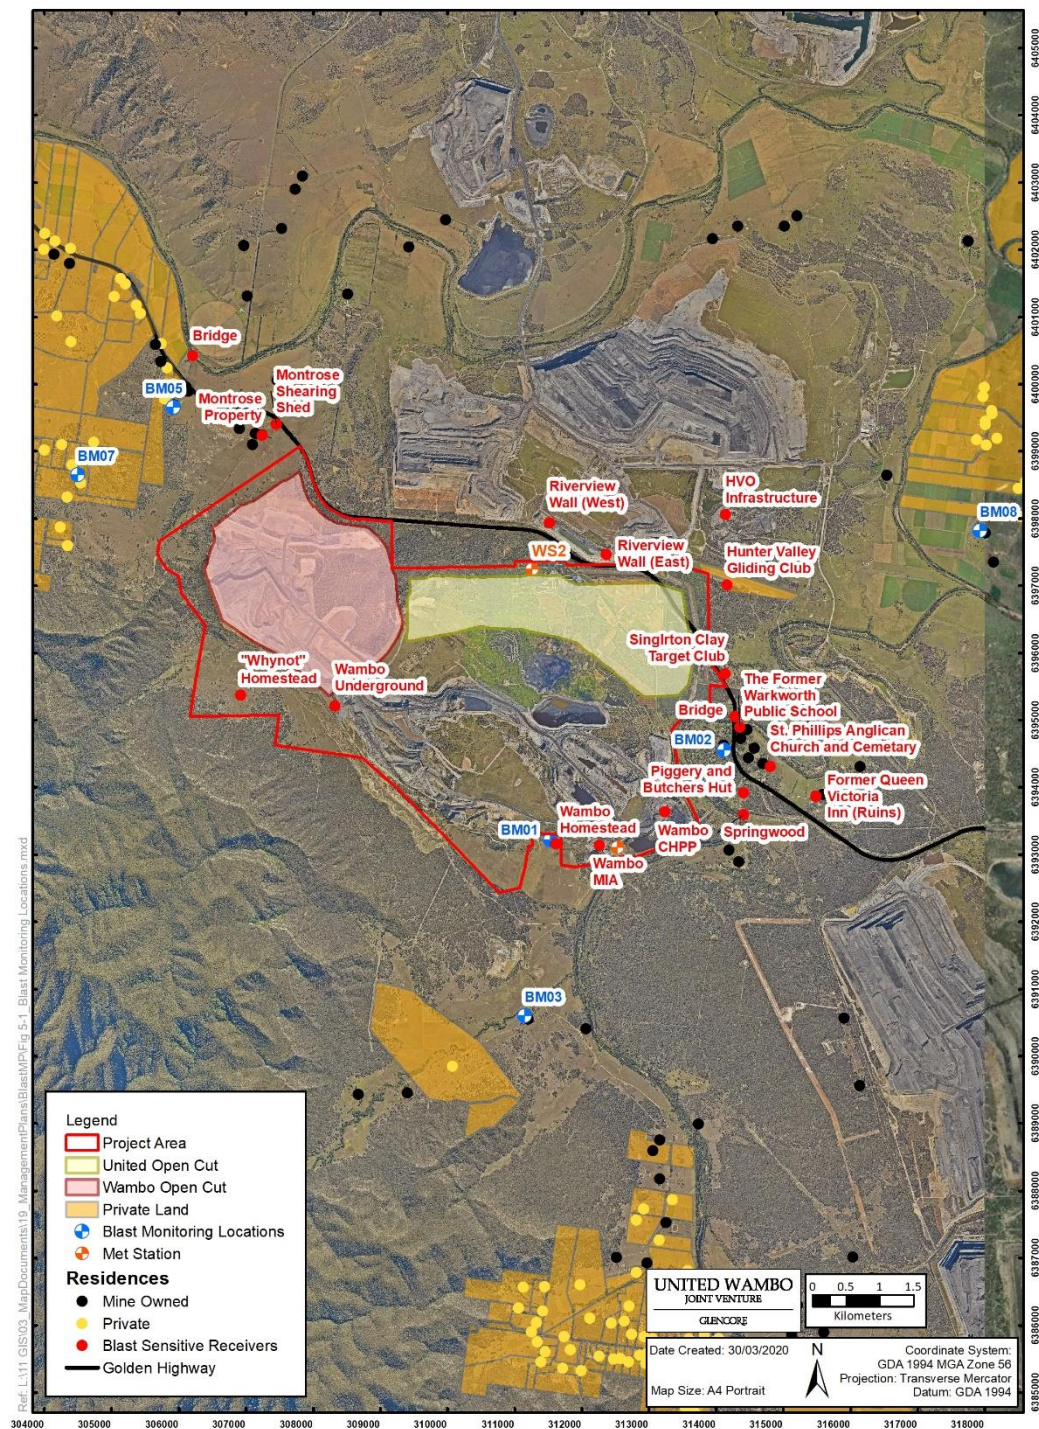 Bridge
BM05
Montrose
Shearing
Shed
Montrose
Property
BM07
Riverview
Wall (West)
HVO
Infrastructure
BM08
WS2
Riverview
Wall (East)
Hunter Valley
Gliding Club
Singlrton Clay
Target Club
"Whynot"
Homestead
Wambo
Underground
The Former
Warkworth
Public School
Bridge
BM02
St. Phillips Anglican
Church and Cemetary
Piggery and
Butchers Hut
Former Queen
Victoria
Inn (Ruins)
BM01
Wambo
Homestead
Wambo
CHPP
Springwood
Wambo
MIA
BM03
6405000
6404000
6403000
6402000
6401000
6400000
6399000
6398000
6397000
6396000
6395000
6394000
6393000
6392000
6391000
6390000
6389000
6388000
6387000
6386000
6385000
Legend
Project Area
United Open Cut
Wambo Open Cut
Private Land
Blast Monitoring Locations
Met Station
Residences
Mine Owned
Private
Blast Sensitive Receivers
Golden Highway
UNITED WAMBO
JOINT VENTURE
GLENCORE
0 0.5 1 1.5
Kilometers
Date Created: 30/03/2020
Map Size: A4 Portrait
N
Coordinate System:
GDA 1994 MGA Zone 56
Projection: Transverse Mercator
Datum: GDA 1994
304000 305000 306000 307000 308000 309000 310000 311000 312000 313000 314000 315000 316000 317000 318000
Ref: L:\11 GIS\03_MapDocuments\19_ManagementPlans\BlastMP\Fig 5-1_Blast Monitoring Locations.mxd